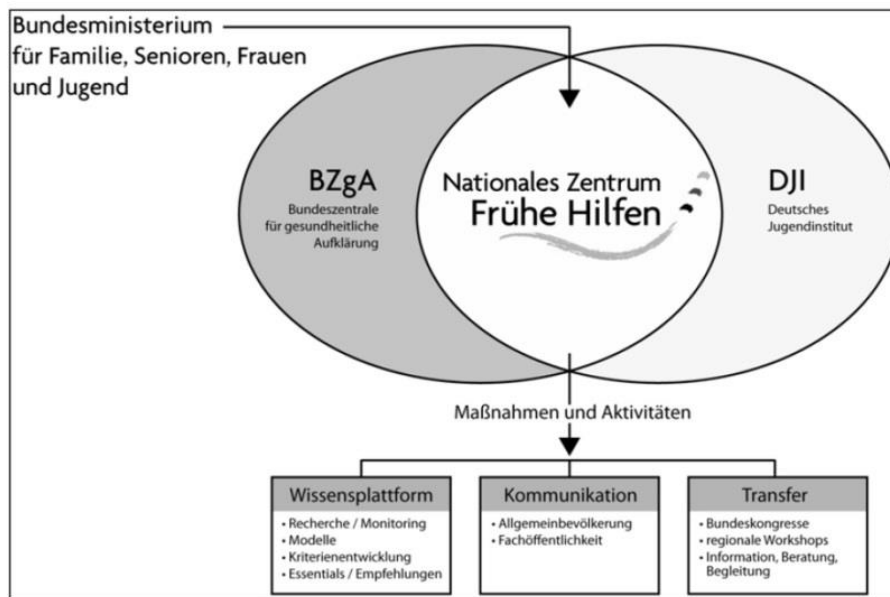 Bundesministerium
für Familie, Senioren, Frauen
und Jugend
BZgA
Bundeszentrale
für gesundheitliche
Aufklärung
Nationales Zentrum
Frühe Hilfen
DJI
Deutsches
Jugendinstitut
Maßnahmen und Aktivitäten
Wissensplattform
• Recherche / Monitoring
• Modelle
• Kriterienentwicklung
• Essentials / Empfehlungen
Kommunikation
• Allgemeinbevölkerung
• Fachöffentlichkeit
Transfer
• Bundeskongresse
• regionale Workshops
• Information, Beratung,
Begleitung